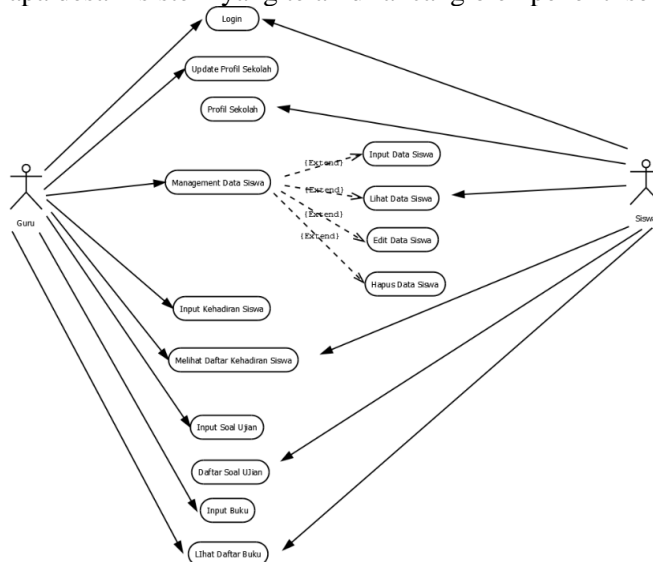 Login
Update Profil Sekolah
Profil Sekolah
Input Data Siswa
{Extend}
Management Data Siswa
{Extend}
Lihat Data Siswa
{Extend}
Edit Data Siswa
{Extend}
Hapus Data Siswa
Guru
Siswa
Input Kehadiran Siswa
Melihat Daftar Kehadiran Siswa
Input Soal Ujian
Daftar Soal UJian
Input Buku
LIhat Daftar Buku